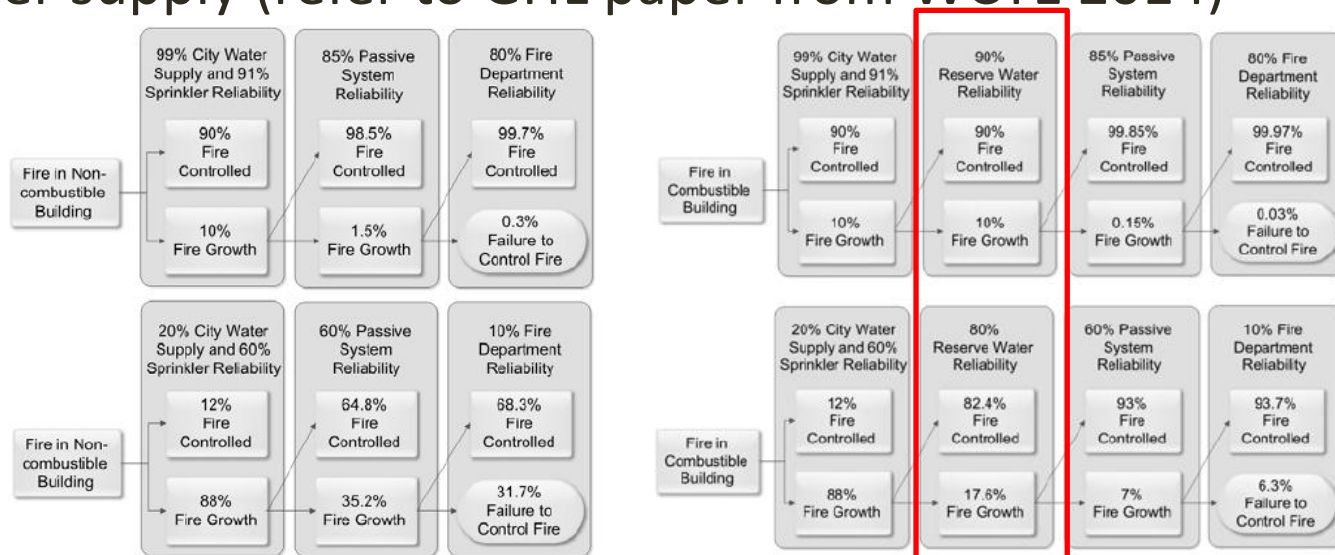 er supply (refer to GHL paper from WCTE 2014)
99% City Water
Supply and 91%
Sprinkler Reliability
85% Passive
System
Reliability
80% Fire
Department
Reliability
Fire in Non-
combustible
Building
90%
Fire
Controlled
98.5%
Fire
Controlled
99.7%
Fire
Controlled
10%
Fire Growth
1.5%
Fire Growth
0.3%
Failure to
Control Fire
99% City Water
Supply and 91%
Sprinkler Reliability
90%
Reserve Water
Reliability
85% Passive
System
Reliability
80% Fire
Department
Reliability
Fire in
Combustible
Building
90%
Fire
Controlled
90%
Fire
Controlled
99.85%
Fire
Controlled
99.97%
Fire
Controlled
10%
Fire Growth
10%
Fire Growth
0.15%
Fire Growth
0.03%
Failure to
Control Fire
20% City Water
Supply and 60%
Sprinkler Reliability
60% Passive
System
Reliability
10% Fire
Department
Reliability
Fire in Non-
combustible
Building
12%
Fire
Controlled
64.8%
Fire
Controlled
68.3%
Fire
Controlled
88%
Fire Growth
35.2%
Fire Growth
31.7%
Failure to
Control Fire
20% City Water
Supply and 60%
Sprinkler Reliability
80%
Reserve Water
Reliability
60% Passive
System
Reliability
10% Fire
Department
Reliability
Fire in
Combustible
Building
12%
Fire
Controlled
82.4%
Fire
Controlled
93%
Fire
Controlled
93.7%
Fire
Controlled
88%
Fire Growth
17.6%
Fire Growth
7%
Fire Growth
6.3%
Failure to
Control Fire